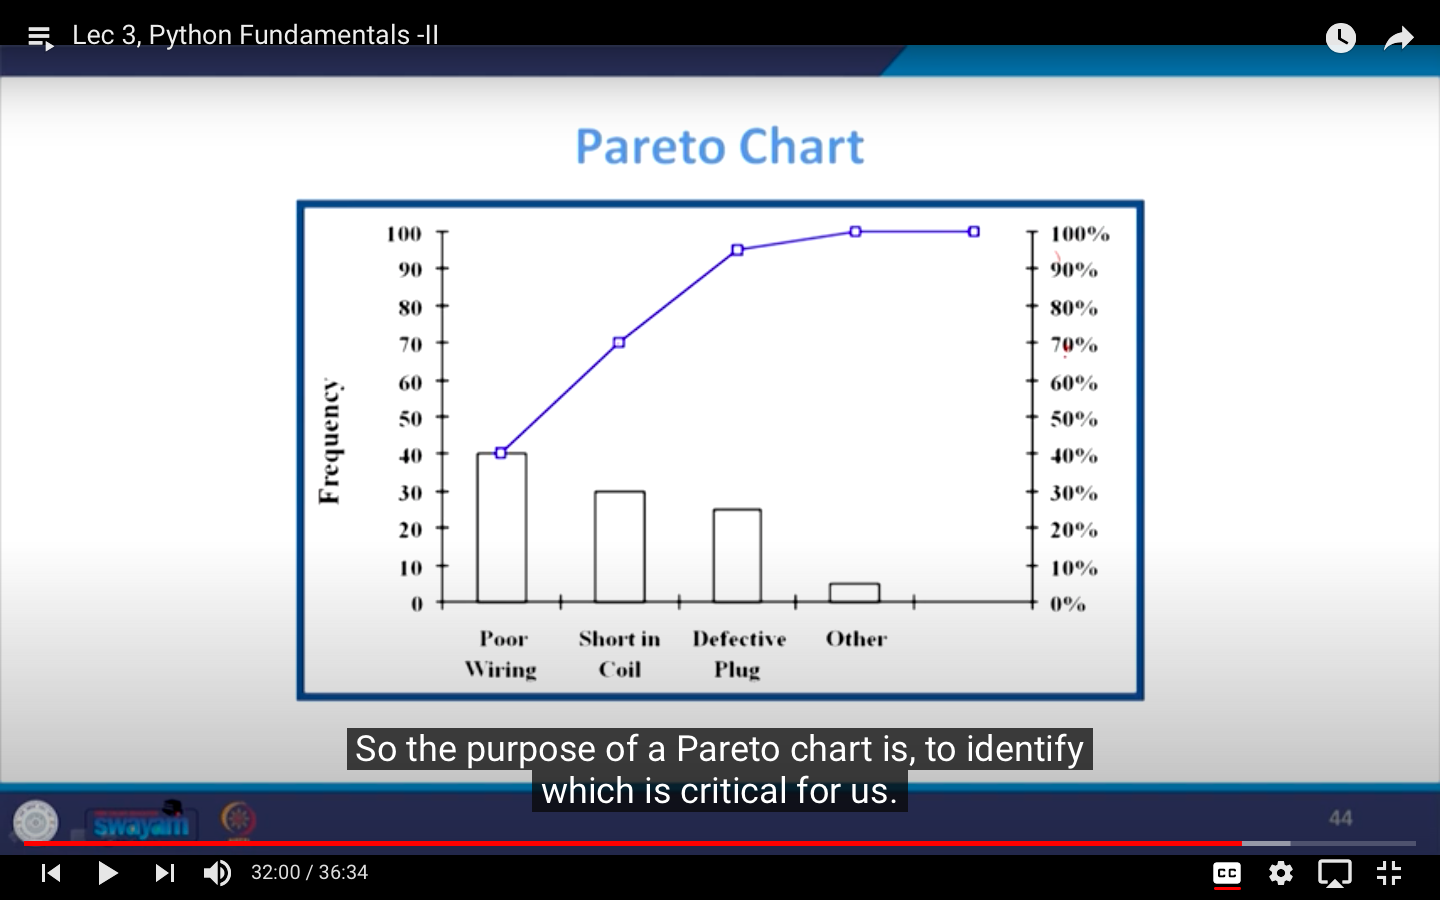 Lec 3, Python Fundamentals -II
Pareto Chart
100
90
80
70
60
50
40
30
20
10
0
Frequency
100%
90%
80%
70%
60%
50%
40%
30%
20%
10%
0%
Poor
Wiring
Short in
Coil
Defective
Plug
Other
So the purpose of a Pareto chart is, to identify
which is critical for us.
swayam
44
32:00 / 36:34
CC